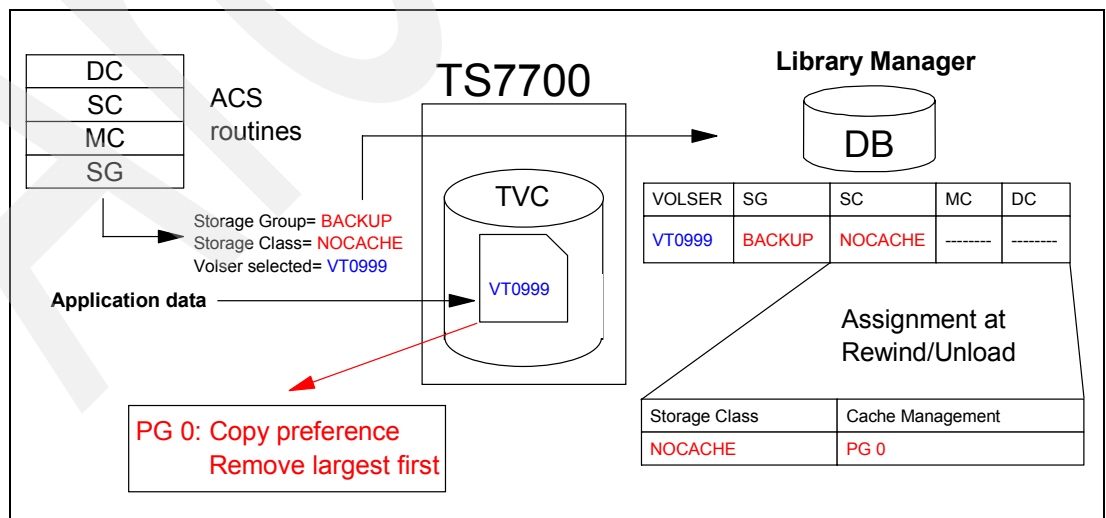 DC
SC
MC
SG
ACS
routines
TS7700
Library Manager
DB
TVC
VT0999
Storage Group= BACKUP
Storage Class= NOCACHE
Volser selected= VT0999
Application data
VOLSER SG SC MC DC
VT0999 BACKUP NOCACHE -------- --------
Assignment at
Rewind/Unload
Storage Class Cache Management
NOCACHE PG 0
PG 0: Copy preference
Remove largest first